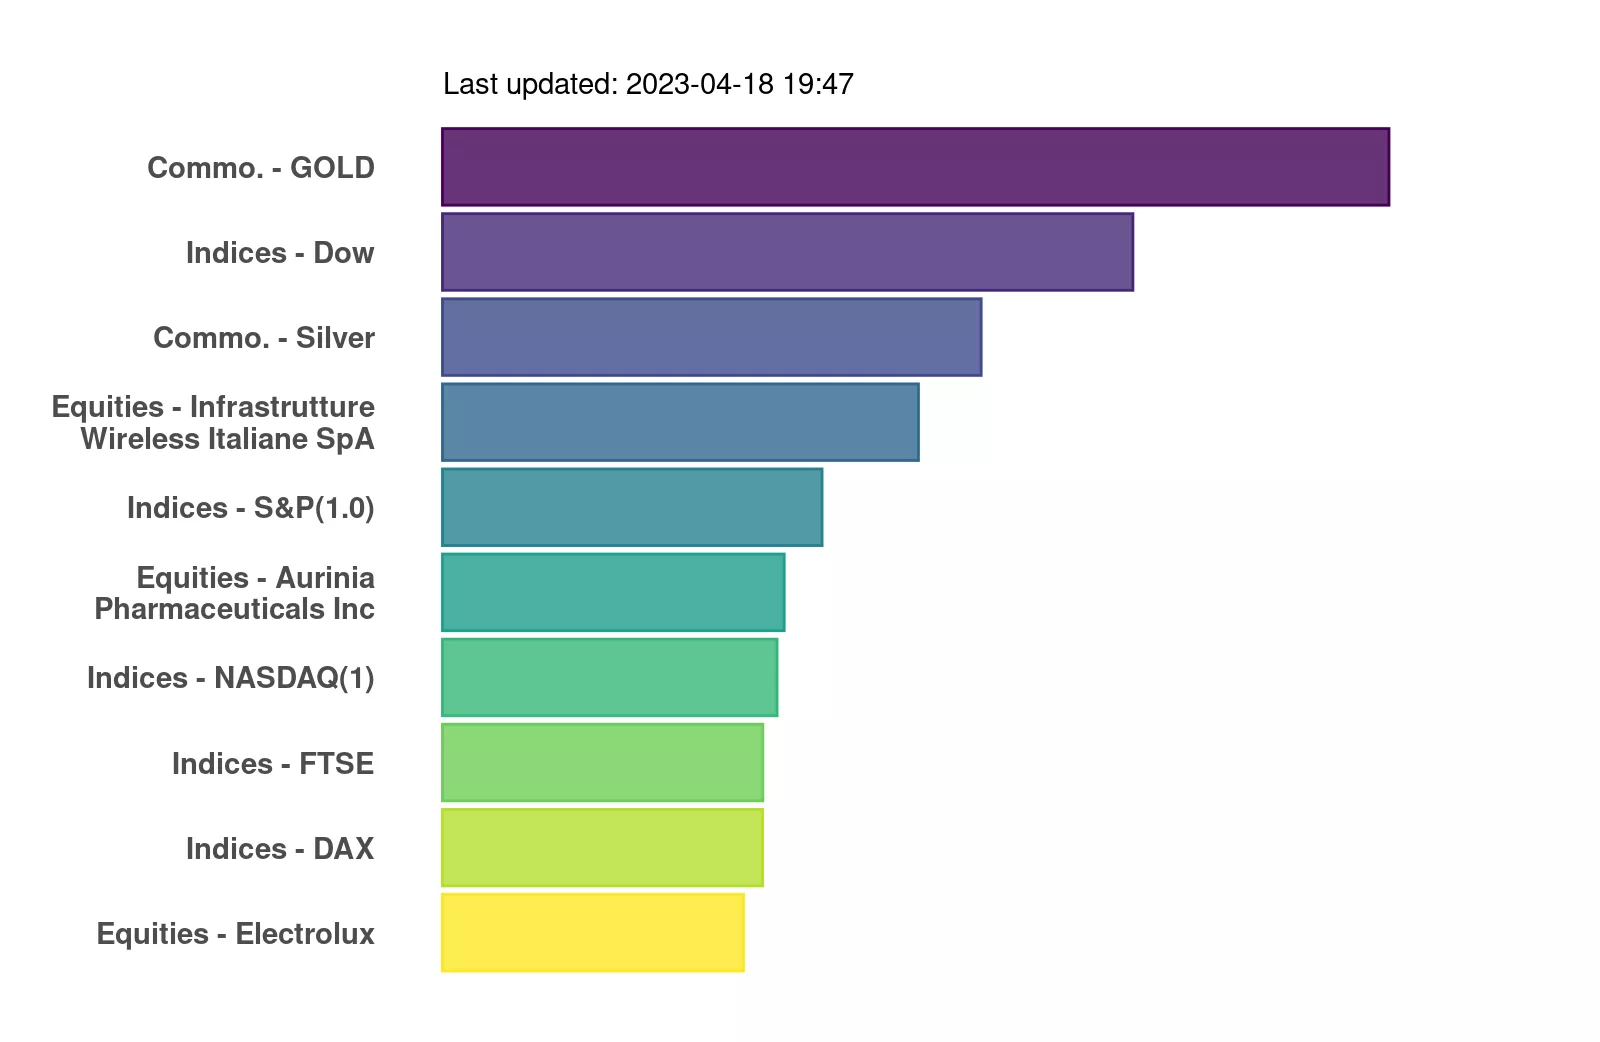 Last updated: 2023-04-18 19:47
Commo. - GOLD
Indices - Dow
Commo. - Silver
Equities - Infrastrutture
Wireless Italiane SpA
Indices - S&P(1.0)
Equities - Aurinia
Pharmaceuticals Inc
Indices - NASDAQ(1)
Indices - FTSE
Indices - DAX
Equities - Electrolux